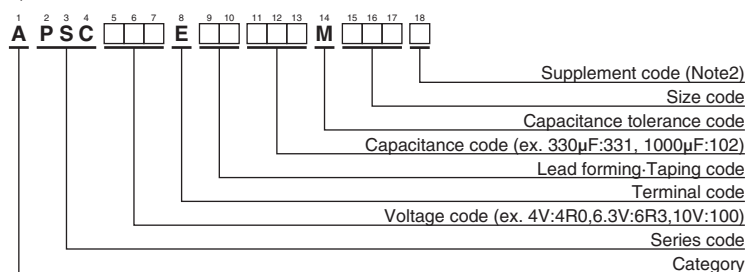 1 2 3 4 5 6 7 8 9 10 11 12 13 14 15 16 17 18
A P S C E M
Supplement code (Note2)
Size code
Capacitance tolerance code
Capacitance code (ex. 330µF:331, 1000µF:102)
Lead forming·Taping code
Terminal code
Voltage code (ex. 4V:4R0,6.3V:6R3,10V:100)
Series code
Category